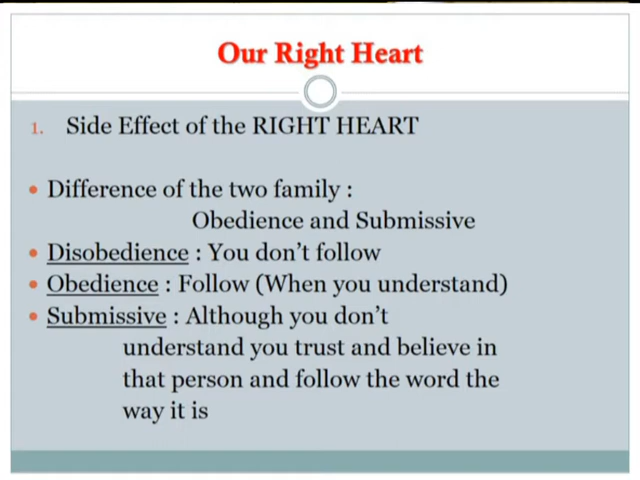 Our Right Heart
1. Side Effect of the RIGHT HEART
• Difference of the two family :
Obedience and Submissive
• Disobedience : You don't follow
• Obedience : Follow (When you understand)
• Submissive : Although you don't
understand you trust and believe in
that person and follow the word the
way it is